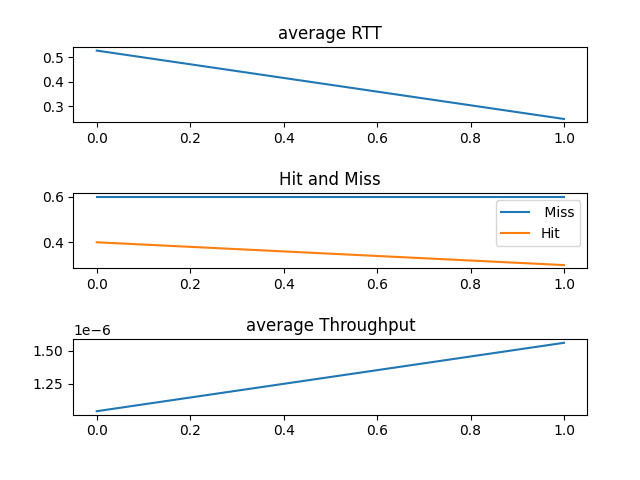 average RTT
0.5
0.4
0.3
0.0 0.2 0.4 0.6 0.8 1.0
Hit and Miss
0.6
0.4
Miss
Hit
0.0 0.2 0.4 0.6 0.8 1.0
average Throughput
1e−6
1.50
1.25
0.0 0.2 0.4 0.6 0.8 1.0